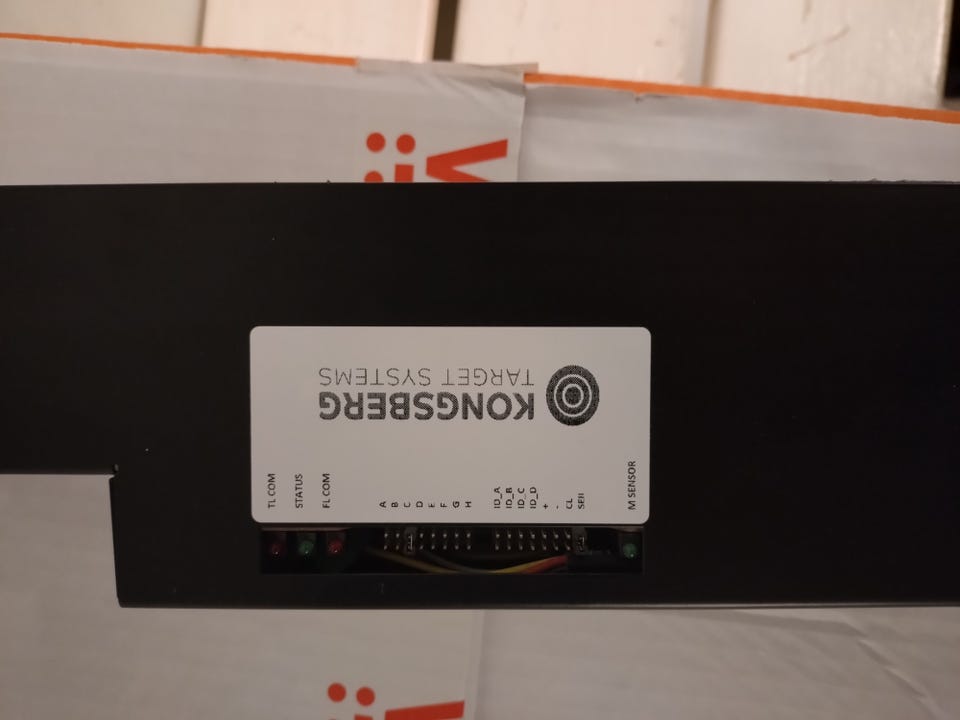 KONGSBERG
TARGET SYSTEMS
TL COM
STATUS
FL COM
A
B
C
D
E
F
G
H
ID_A
ID_B
ID_C
ID_D
+
-
CL
SEII
M SENSOR